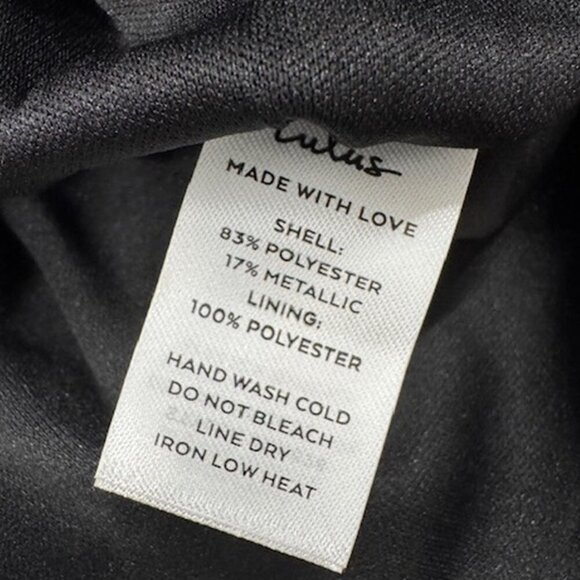 Lulus
MADE WITH LOVE
SHELL:
83% POLYESTER
17% METALLIC
LINING:
100% POLYESTER
HAND WASH COLD
DO NOT BLEACH
LINE DRY
IRON LOW HEAT